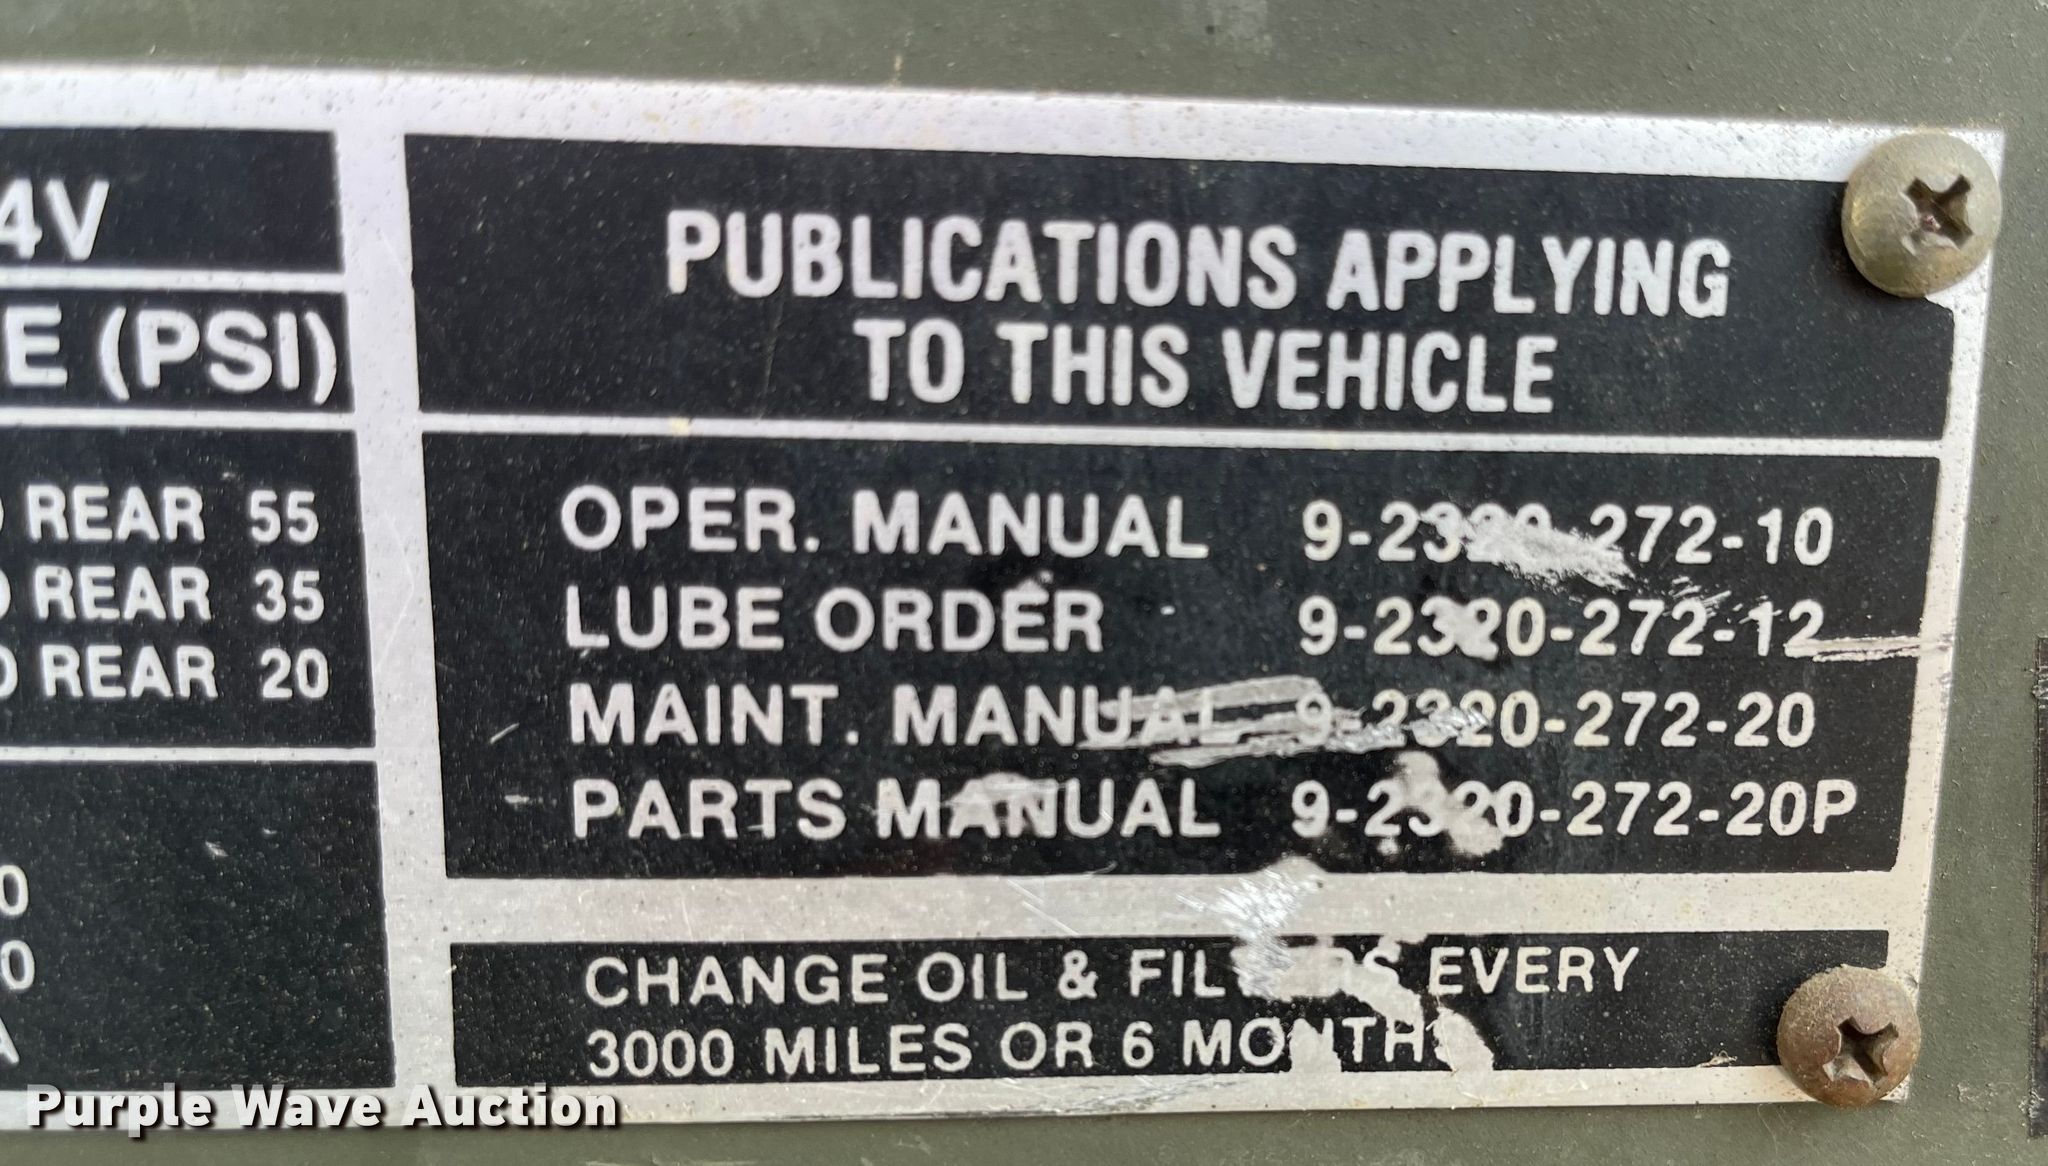 4V
E (PSI)
REAR 55
REAR 35
REAR 20
0
0
A
PUBLICATIONS APPLYING
TO THIS VEHICLE
OPER. MANUAL 9-2320-272-10
LUBE ORDER 9-2320-272-12
MAINT. MANUAL 9-2320-272-20
PARTS MANUAL 9-2320-272-20P
CHANGE OIL & FILTERS EVERY
3000 MILES OR 6 MONTHS
Purple Wave Auction